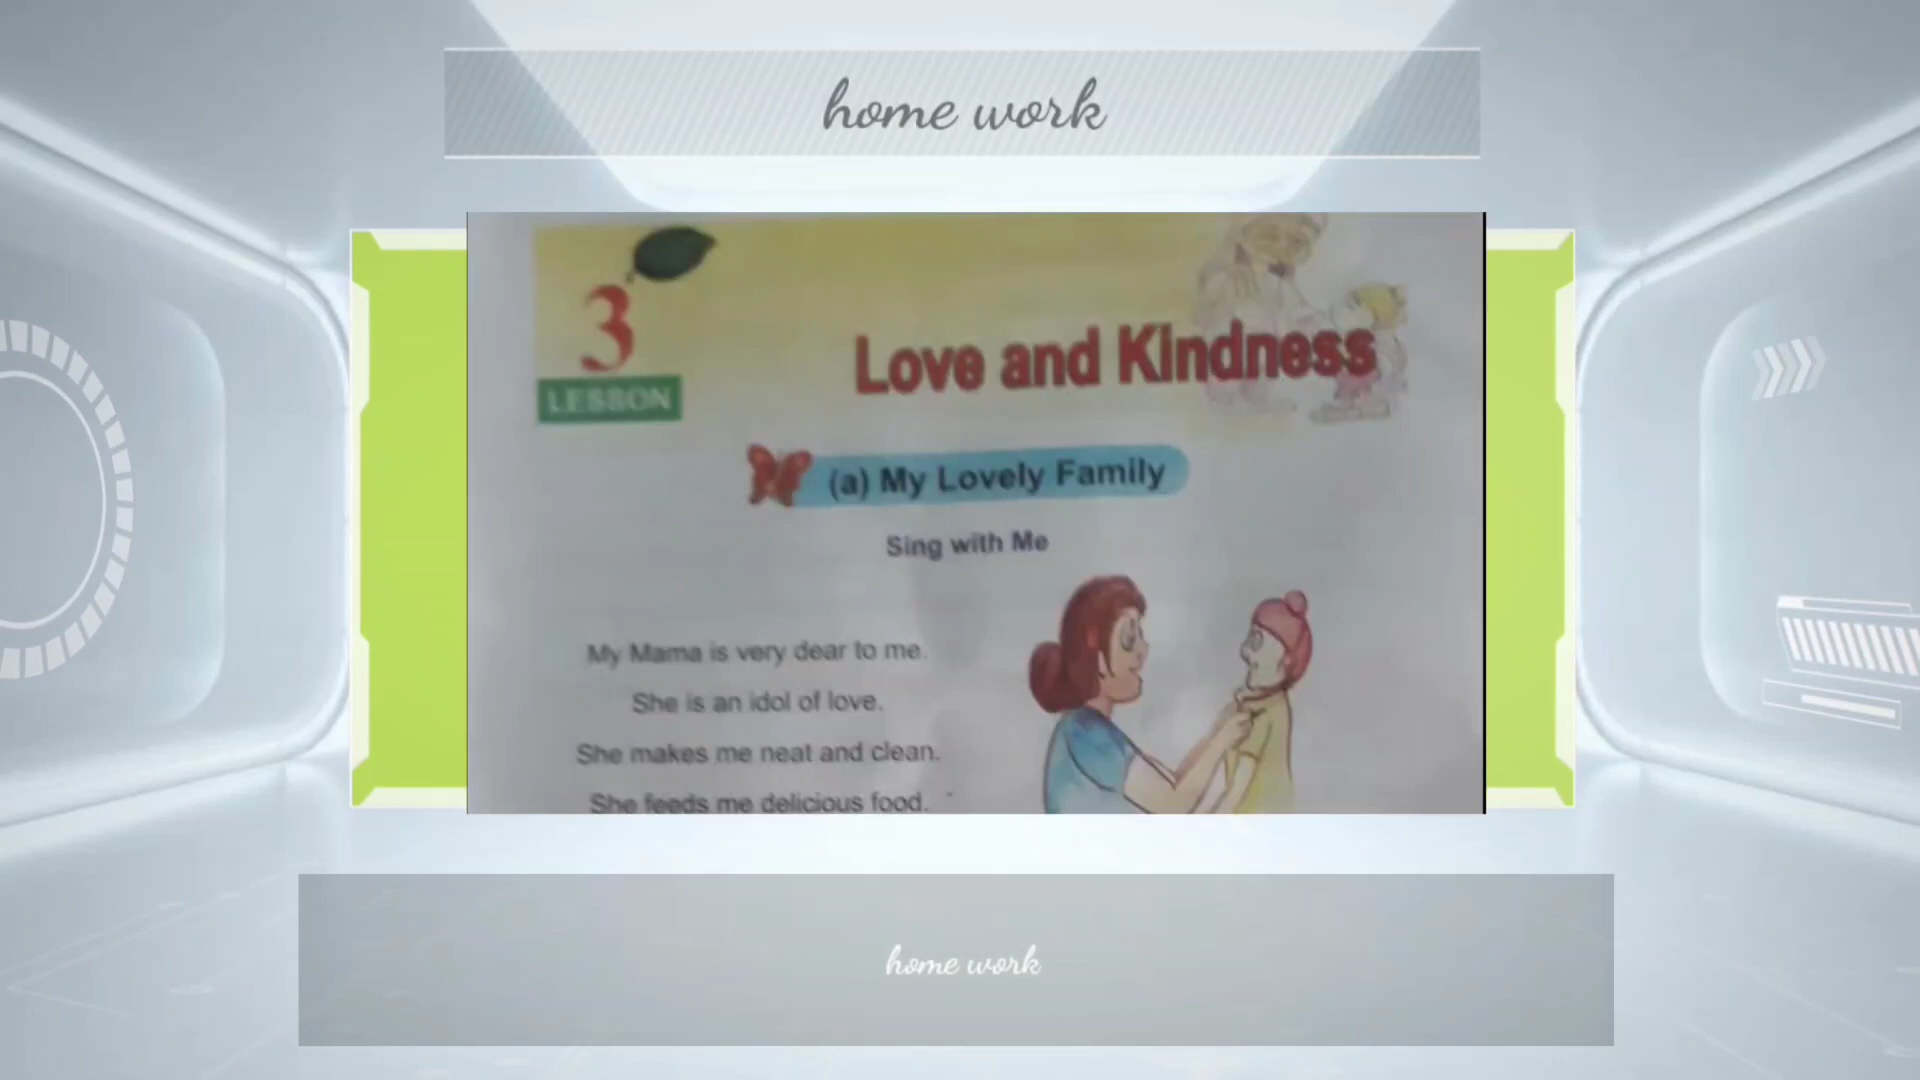 home work
3
LESSON
Love and Kindness
(a) My Lovely Family
Sing with Me
My Mama is very dear to me.
She is an idol of love.
She makes me neat and clean.
She feeds me delicious food.
home work